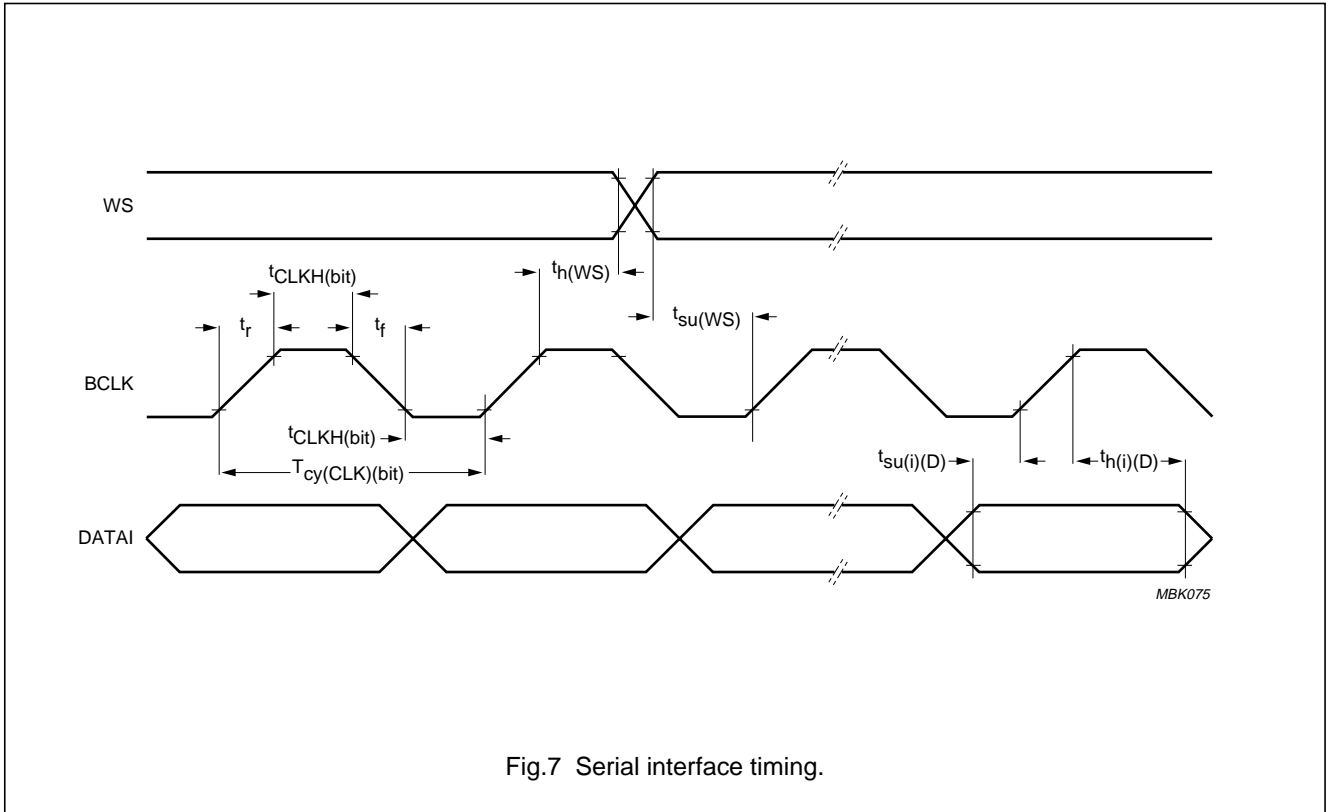 WS
tCLKH(bit)
th(WS)
tr
tf
tsu(WS)
BCLK
tCLKH(bit)
Tcy(CLK)(bit)
tsu(i)(D)
th(i)(D)
DATAI
MBK075
Fig.7 Serial interface timing.